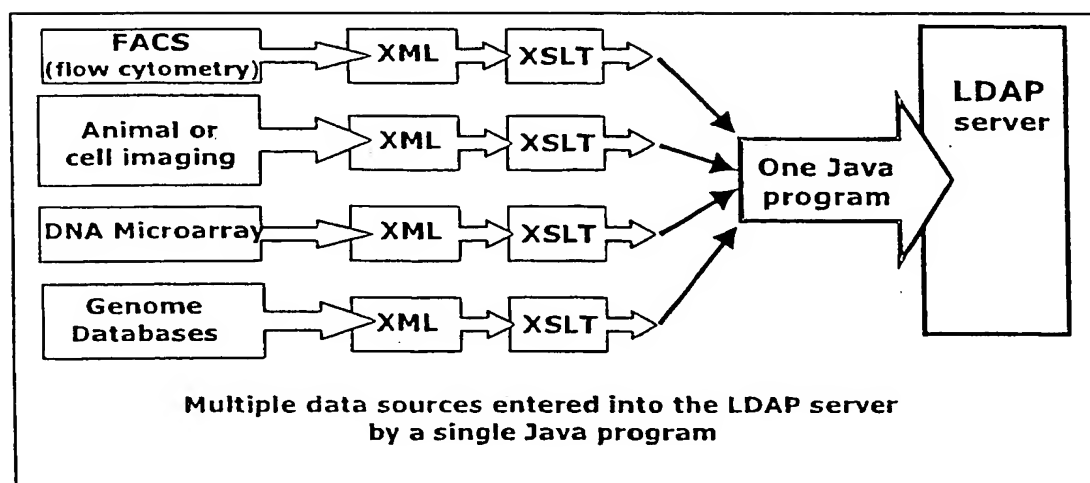 FACS
(flow cytometry)
XML
XSLT
Animal or
cell imaging
XML
XSLT
DNA Microarray
XML
XSLT
Genome
Databases
XML
XSLT
One Java
program
LDAP
server
Multiple data sources entered into the LDAP server
by a single Java program